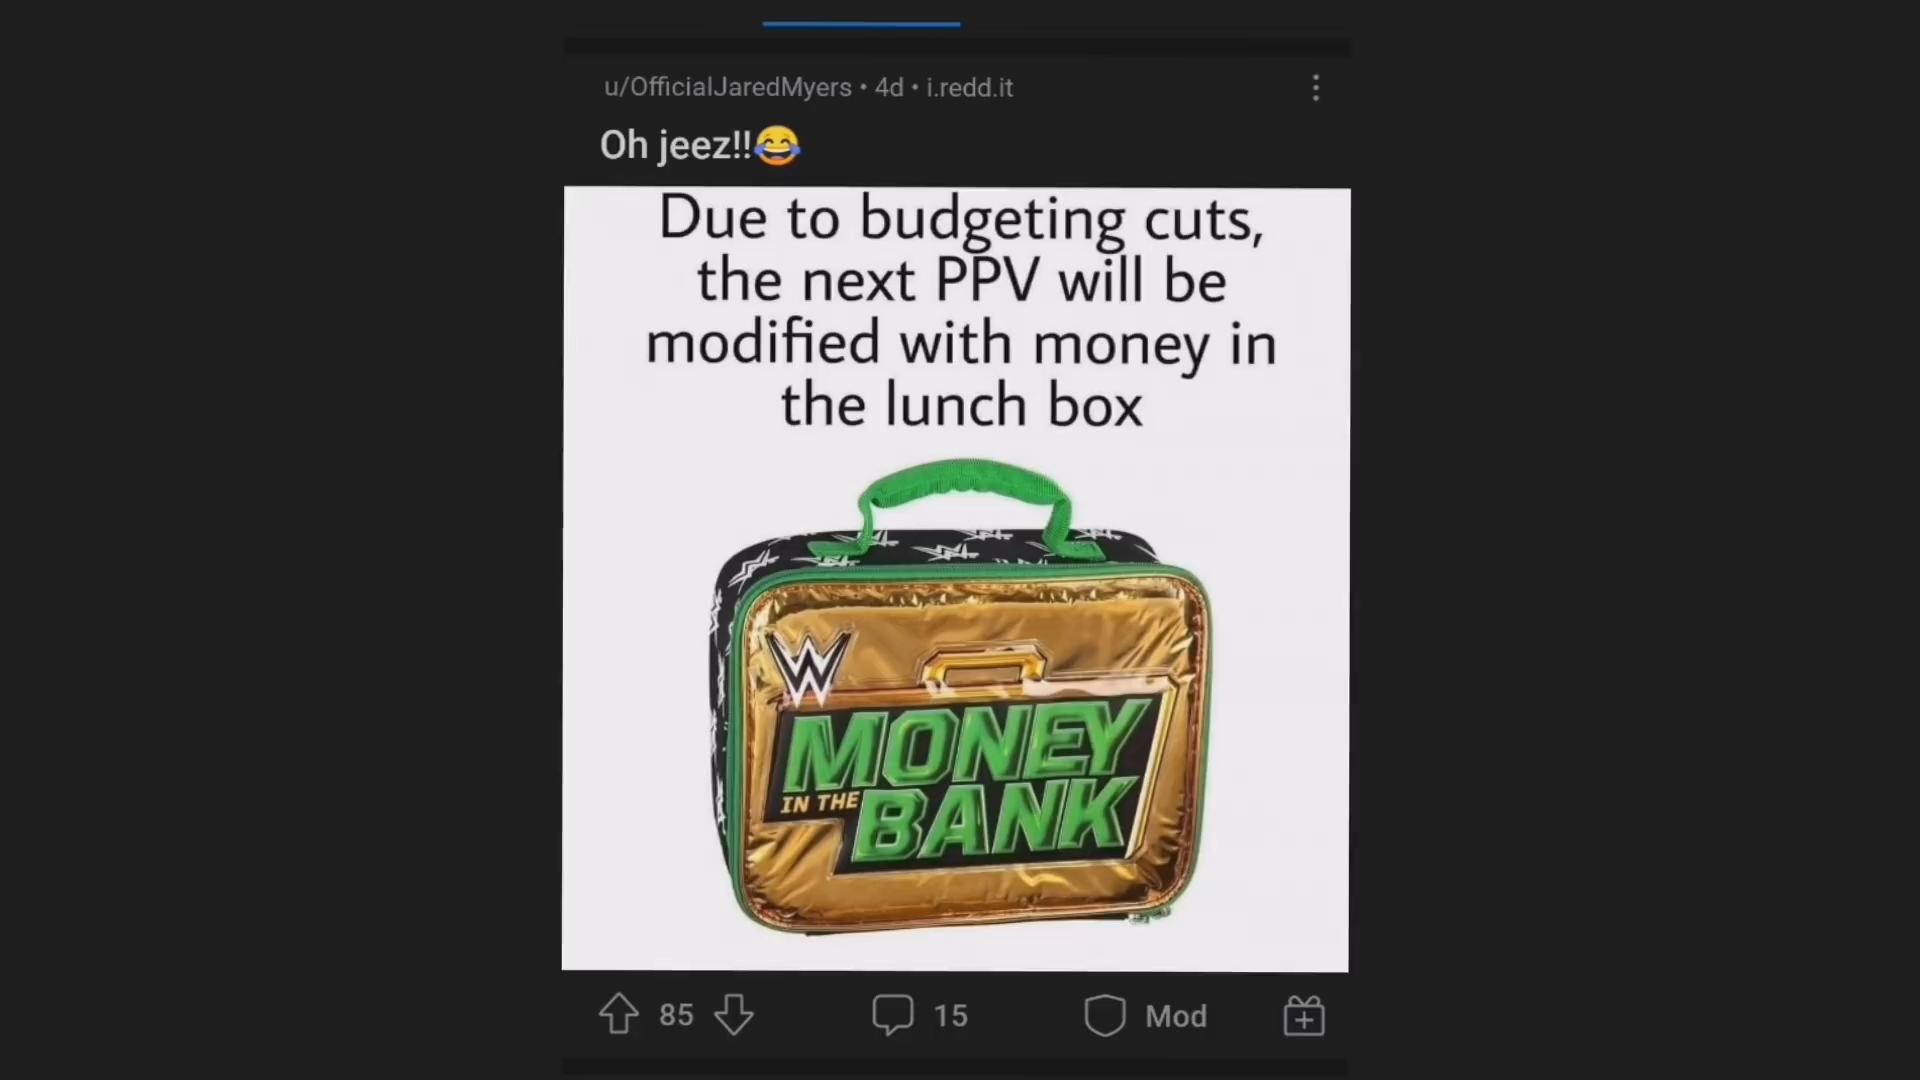 u/OfficialJaredMyers • 4d • i.redd.it
Oh jeez!!😂
Due to budgeting cuts,
the next PPV will be
modified with money in
the lunch box
W
MONEY
IN THE
BANK
85
15
Mod